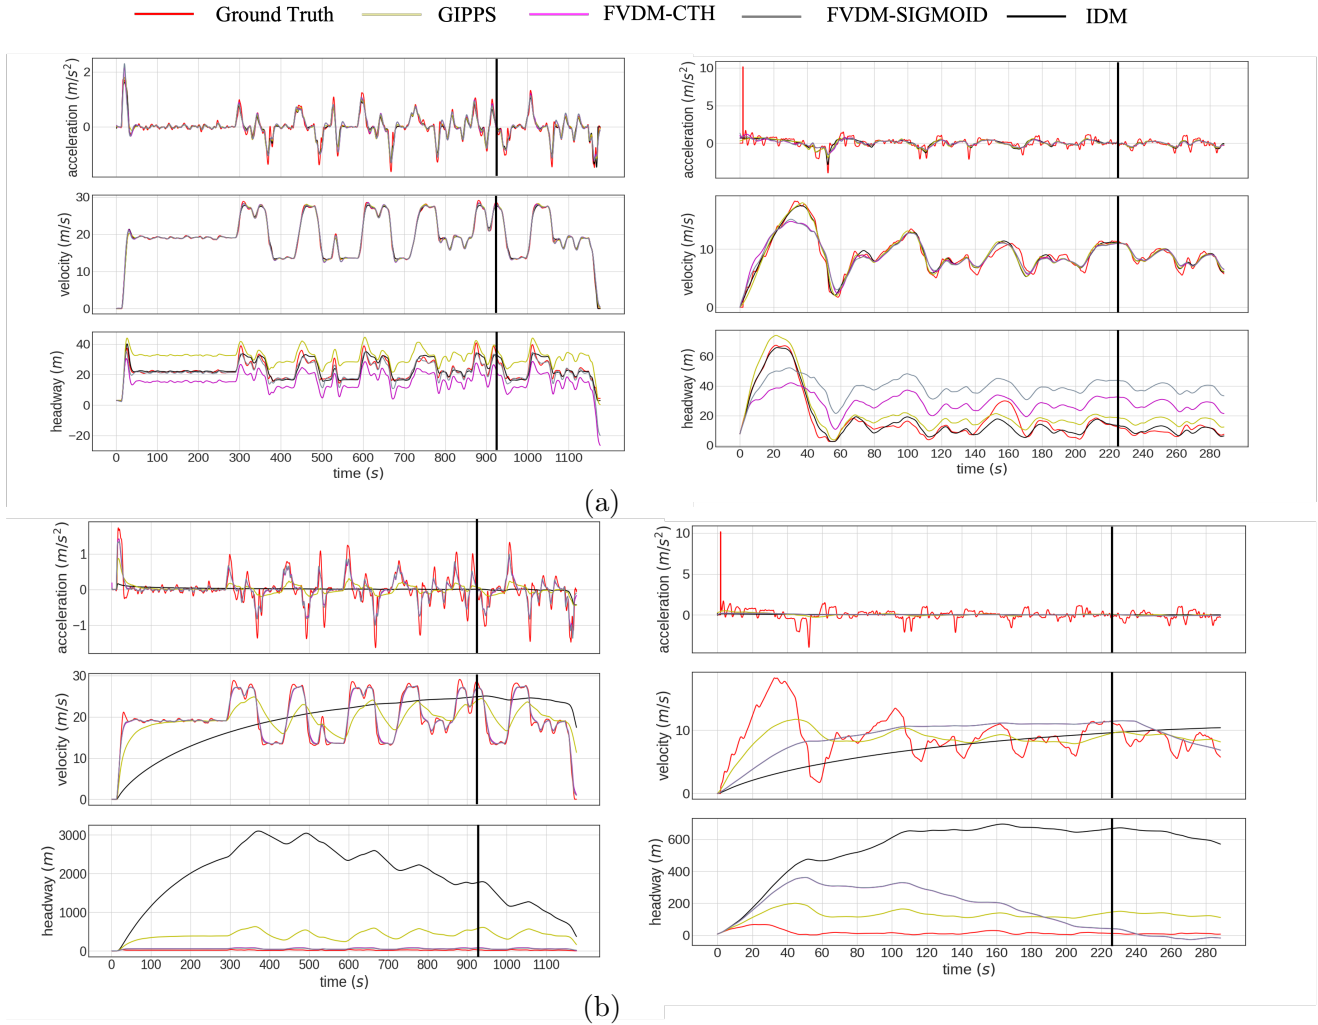 Ground Truth GIPPS FVDM-CTH FVDM-SIGMOID IDM
acceleration (m/s²)
2
0
velocity (m/s)
30
20
10
0
headway (m)
40
20
0
−20
0 100 200 300 400 500 600 700 800 900 1000 1100
time (s)
acceleration (m/s²)
10
5
0
velocity (m/s)
10
0
headway (m)
60
40
20
0
0 20 40 60 80 100 120 140 160 180 200 220 240 260 280
time (s)
(a)
acceleration (m/s²)
1
0
−1
velocity (m/s)
30
20
10
0
headway (m)
3000
2000
1000
0
0 100 200 300 400 500 600 700 800 900 1000 1100
time (s)
acceleration (m/s²)
10
5
0
velocity (m/s)
10
0
headway (m)
600
400
200
0
0 20 40 60 80 100 120 140 160 180 200 220 240 260 280
time (s)
(b)